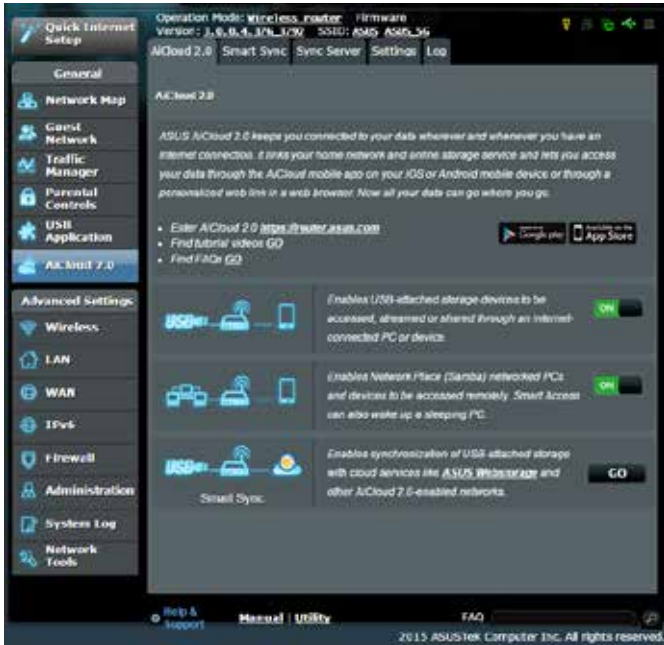 Quick Internet
Setup
Operation Mode: Wireless router Firmware
Version: 3.0.0.4.376_3792 SSID: ASUS ASUS_5G
AiCloud 2.0 Smart Sync Sync Server Settings Log
General
Network Map
Guest
Network
Traffic
Manager
Parental
Controls
USB
Application
AiCloud 2.0
Advanced Settings
Wireless
LAN
WAN
IPv6
Firewall
Administration
System Log
Network
Tools
AiCloud 2.0
ASUS AiCloud 2.0 keeps you connected to your data wherever and whenever you have an
internet connection. It links your home network and online storage service and lets you access
your data through the AiCloud mobile app on your iOS or Android mobile device or through a
personalized web link in a web browser. Now all your data can go where you go.
• Enter AiCloud 2.0 https://router.asus.com
• Find tutorial videos GO
• Find FAQs GO
Google play
App Store
USB
Enables USB-attached storage devices to be
accessed, streamed or shared through an internet-
connected PC or device.
ON
Enables Network Place (Samba) networked PCs
and devices to be accessed remotely. Smart Access
can also wake up a sleeping PC.
ON
USB
Smart Sync
Enables synchronization of USB-attached storage
with cloud services like ASUS Webstorage and
other AiCloud 2.0-enabled networks.
GO
Help &
Support
Manual | Utility
FAQ
2015 ASUSTek Computer Inc. All rights reserved.